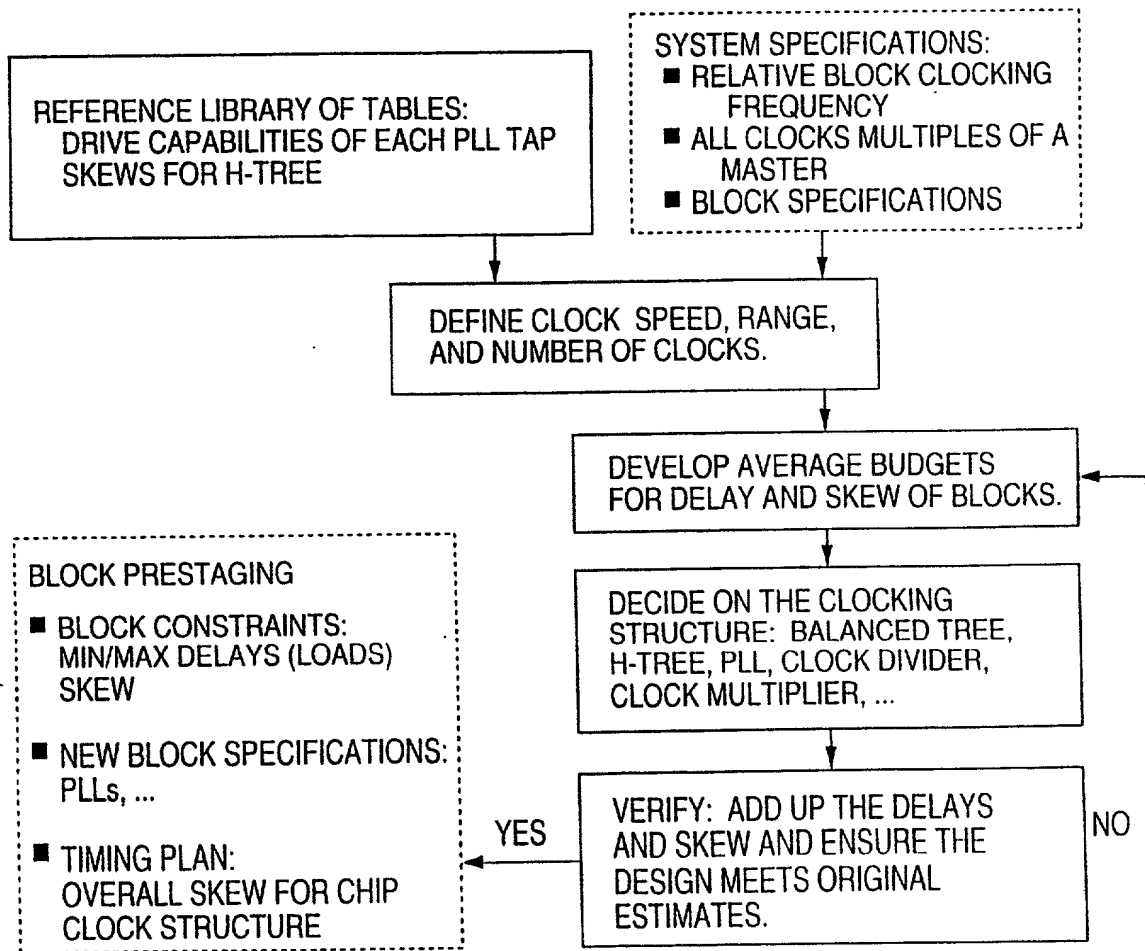 REFERENCE LIBRARY OF TABLES:
DRIVE CAPABILITIES OF EACH PLL TAP
SKEWS FOR H-TREE
SYSTEM SPECIFICATIONS:
■ RELATIVE BLOCK CLOCKING
FREQUENCY
■ ALL CLOCKS MULTIPLES OF A
MASTER
■ BLOCK SPECIFICATIONS
DEFINE CLOCK SPEED, RANGE,
AND NUMBER OF CLOCKS.
DEVELOP AVERAGE BUDGETS
FOR DELAY AND SKEW OF BLOCKS.
DECIDE ON THE CLOCKING
STRUCTURE: BALANCED TREE,
H-TREE, PLL, CLOCK DIVIDER,
CLOCK MULTIPLIER, ...
VERIFY: ADD UP THE DELAYS
AND SKEW AND ENSURE THE
DESIGN MEETS ORIGINAL
ESTIMATES.
NO
YES
BLOCK PRESTAGING
■ BLOCK CONSTRAINTS:
MIN/MAX DELAYS (LOADS)
SKEW
■ NEW BLOCK SPECIFICATIONS:
PLLs, ...
■ TIMING PLAN:
OVERALL SKEW FOR CHIP
CLOCK STRUCTURE